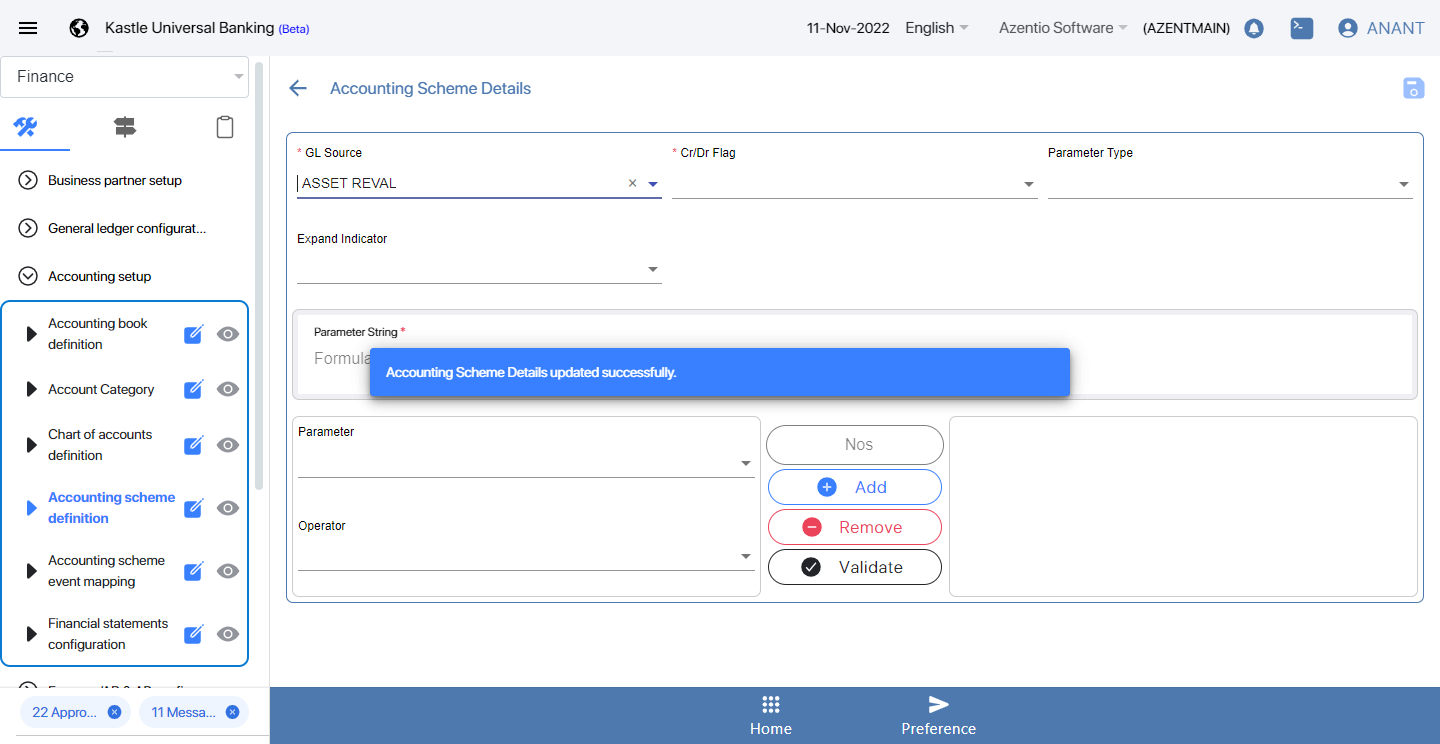 Kastle Universal Banking (Beta)
11-Nov-2022
English
Azentio Software
(AZENTMAIN)
ANANT
Finance
Business partner setup
General ledger configurat...
Accounting setup
Accounting book
definition
Account Category
Chart of accounts
definition
Accounting scheme
definition
Accounting scheme
event mapping
Financial statements
configuration
22 Appro...
11 Messa...
Accounting Scheme Details
* GL Source
ASSET REVAL
* Cr/Dr Flag
Parameter Type
Expand Indicator
Parameter String *
Formula
Accounting Scheme Details updated successfully.
Parameter
Operator
Nos
Add
Remove
Validate
Home
Preference